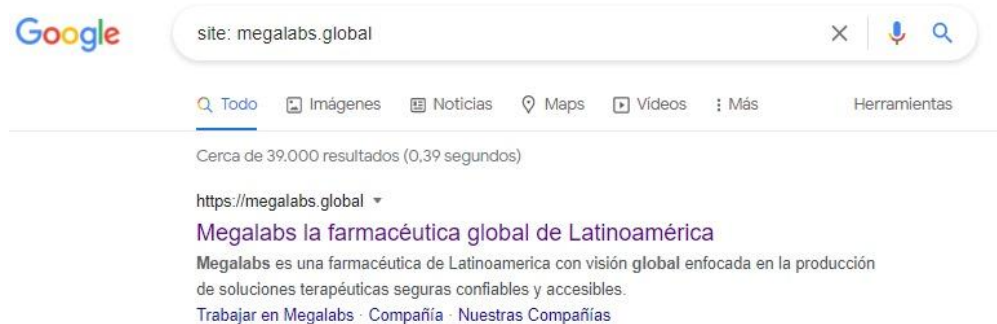 Google
site: megalabs.global
Todo Imágenes Noticias Maps Vídeos Más Herramientas
Cerca de 39.000 resultados (0,39 segundos)
https://megalabs.global
Megalabs la farmacéutica global de Latinoamérica
Megalabs es una farmacéutica de Latinoamerica con visión global enfocada en la producción
de soluciones terapéuticas seguras confiables y accesibles.
Trabajar en Megalabs · Compañía · Nuestras Compañías